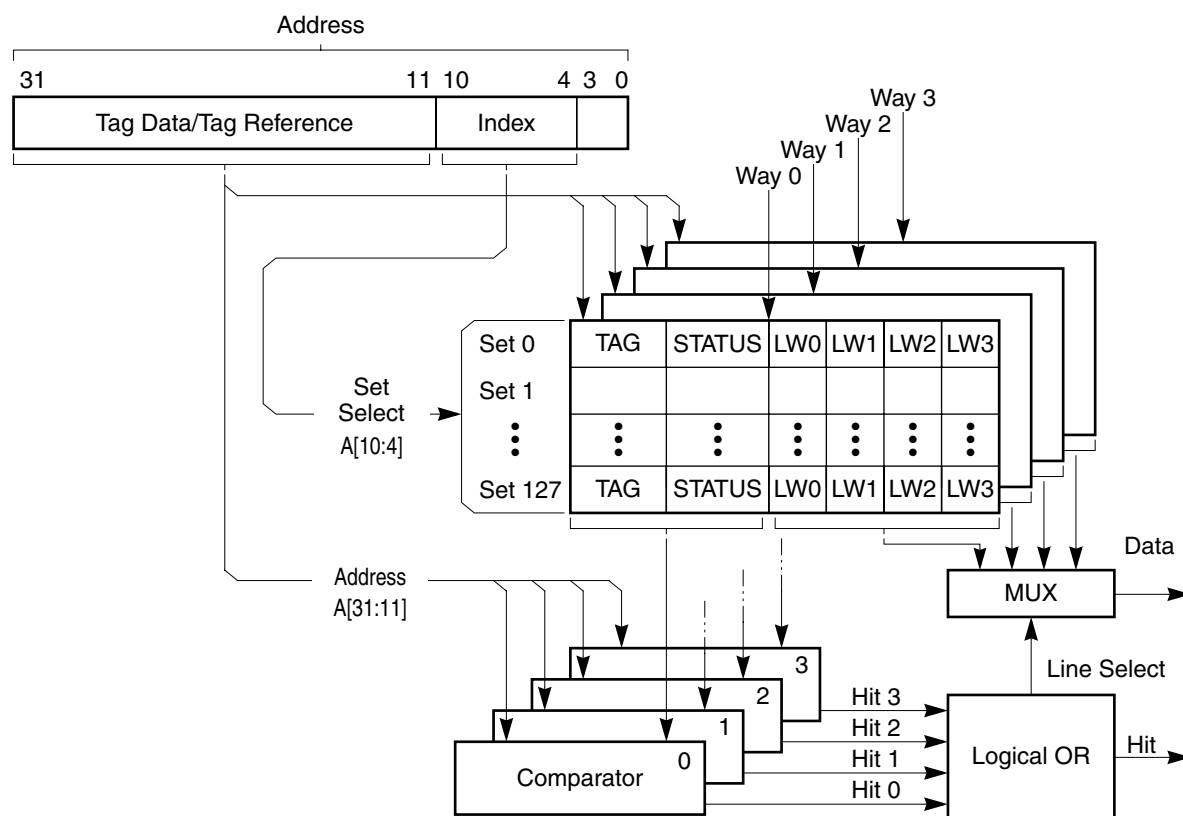 Address
31 11 10 4 3 0
Tag Data/Tag Reference Index
Way 3
Way 2
Way 1
Way 0
Set 0 TAG STATUS LW0 LW1 LW2 LW3
Set 1
Set
Select
A[10:4]
Set 127 TAG STATUS LW0 LW1 LW2 LW3
Address
A[31:11]
Data
MUX
Line Select
3
2
1
0
Comparator
Hit 3
Hit 2
Hit 1
Hit 0
Logical OR
Hit